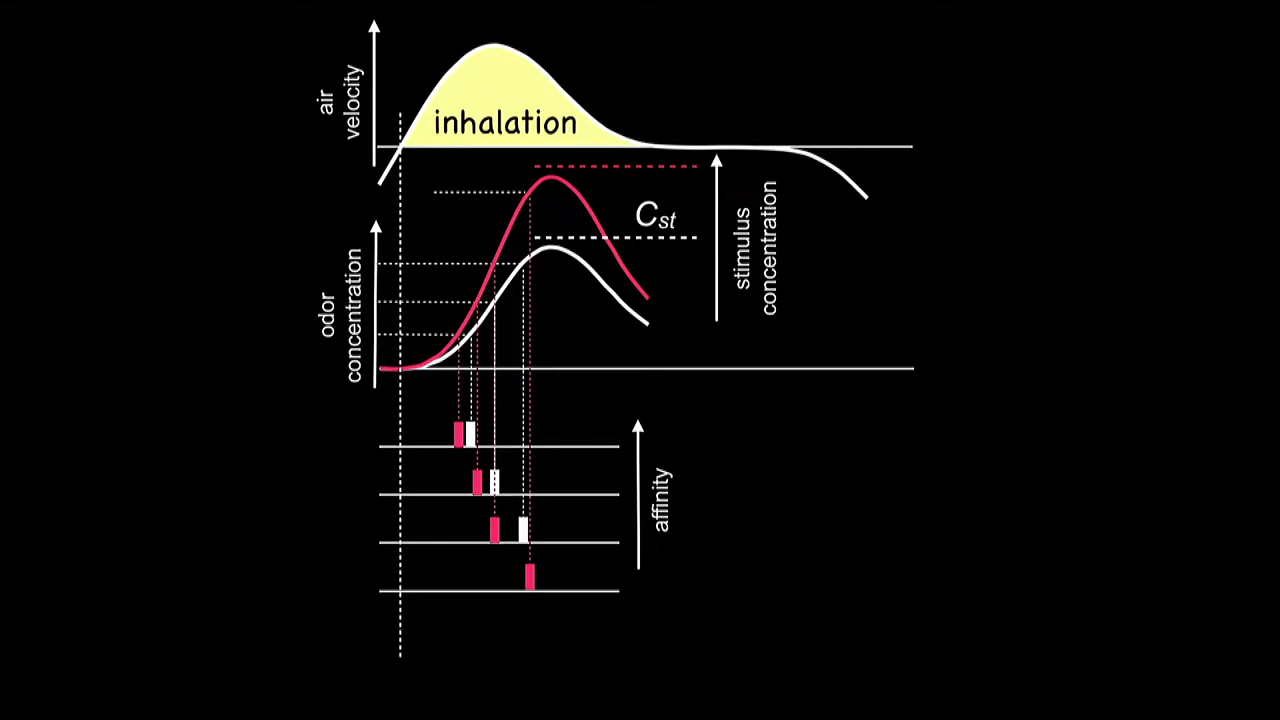 air
velocity
inhalation
C_st
stimulus
concentration
odor
concentration
affinity